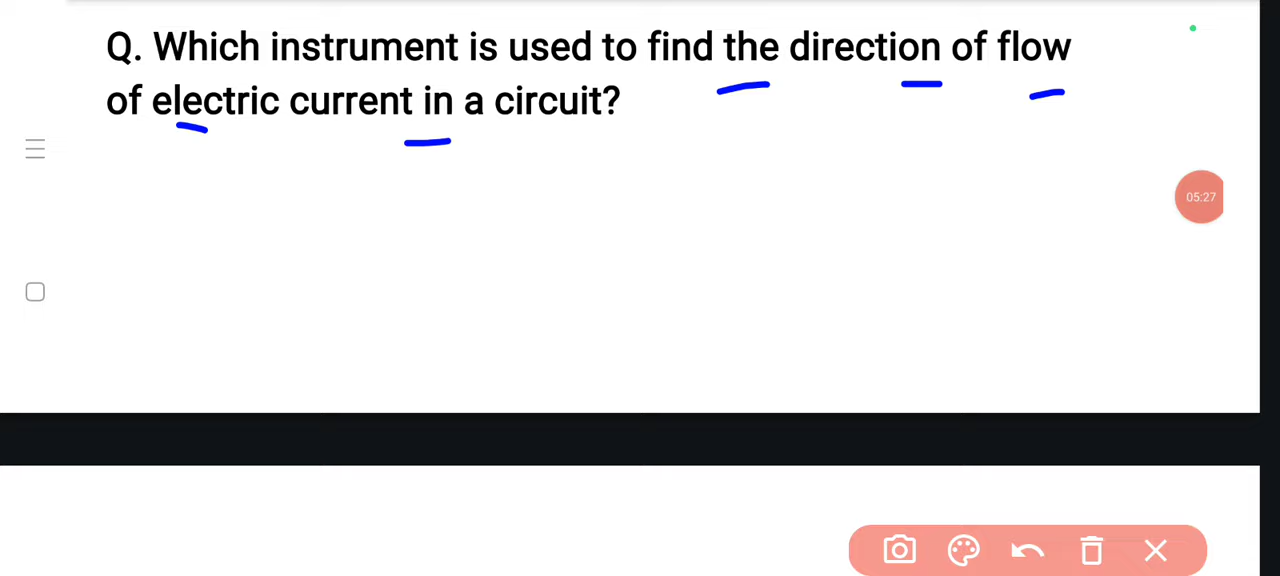 Q. Which instrument is used to find the direction of flow
of electric current in a circuit?
05:27